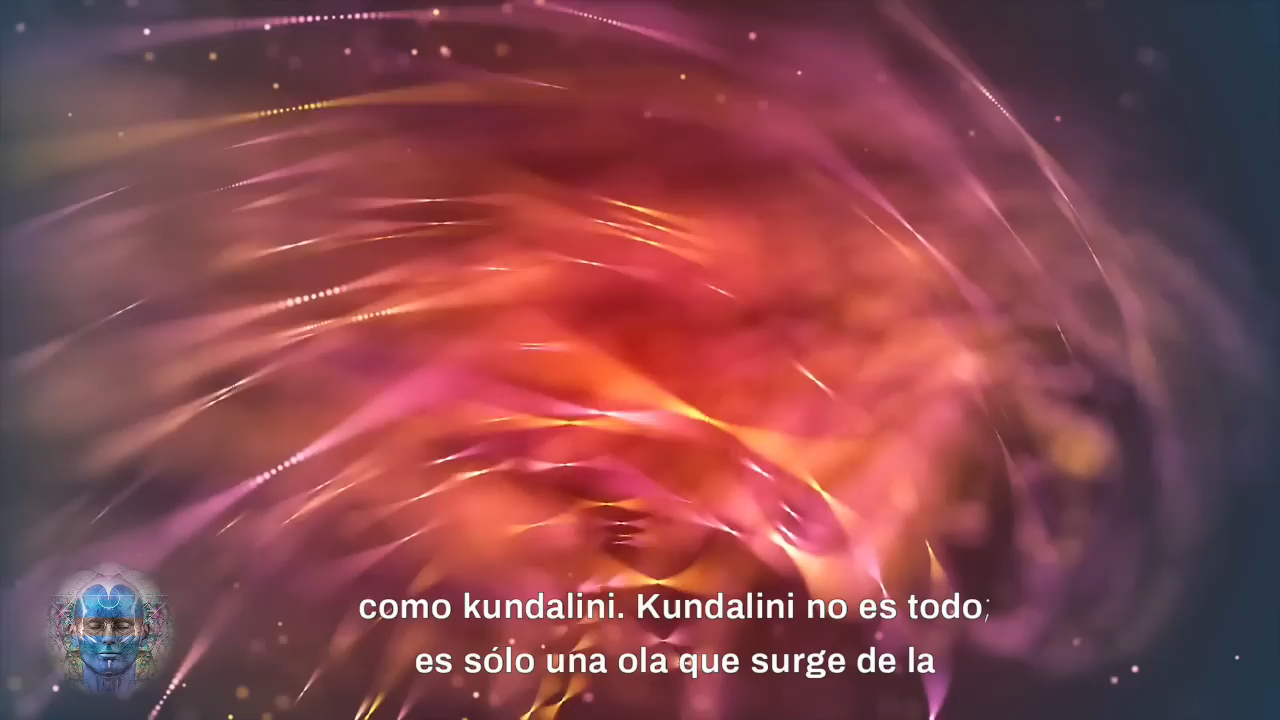 como kundalini. Kundalini no es todo,
es sólo una ola que surge de la